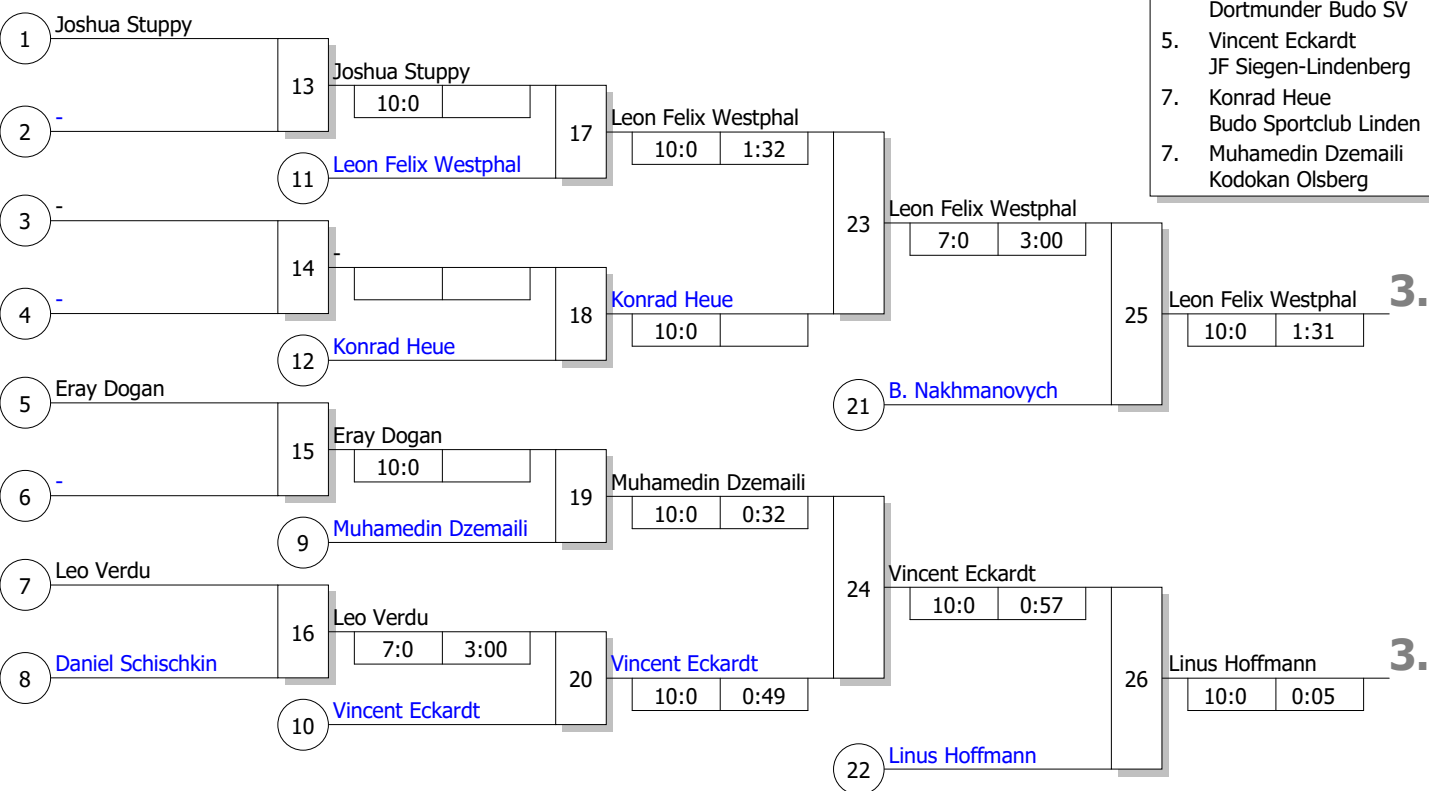 Dortmunder Budo SV
5. Vincent Eckardt
JF Siegen-Lindenberg
7. Konrad Heue
Budo Sportclub Linden
7. Muhamedin Dzemaili
Kodokan Olsberg
1 Joshua Stuppy
2 -
13 Joshua Stuppy
10:0
11 Leon Felix Westphal
17 Leon Felix Westphal
10:0 1:32
3 -
4 -
14 -
12 Konrad Heue
18 Konrad Heue
10:0
23 Leon Felix Westphal
7:0 3:00
21 B. Nakhmanovych
25 Leon Felix Westphal 3.
10:0 1:31
5 Eray Dogan
6 -
15 Eray Dogan
10:0
9 Muhamedin Dzemaili
19 Muhamedin Dzemaili
10:0 0:32
7 Leo Verdu
8 Daniel Schischkin
16 Leo Verdu
7:0 3:00
10 Vincent Eckardt
20 Vincent Eckardt
10:0 0:49
24 Vincent Eckardt
10:0 0:57
22 Linus Hoffmann
26 Linus Hoffmann 3.
10:0 0:05